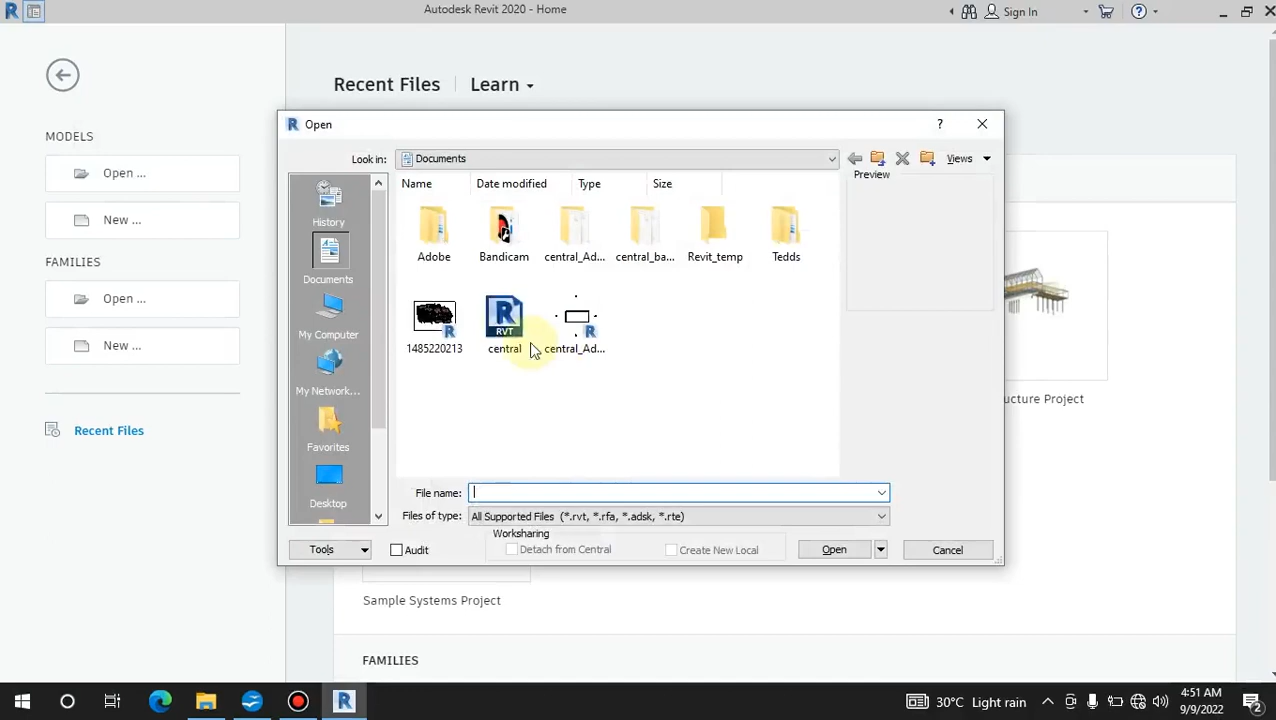 Autodesk Revit 2020 - Home
Sign In
Recent Files
Learn
MODELS
Open ...
New ...
FAMILIES
Open ...
New ...
Recent Files
Open
Look in:
Documents
Views
Name
Date modified
Type
Size
Preview
History
Documents
My Computer
My Network...
Favorites
Desktop
Adobe
Bandicam
central_Ad...
central_ba...
Revit_temp
Tedds
1485220213
RVT
central
central_Ad...
File name:
Files of type:
All Supported Files (*.rvt, *.rfa, *.adsk, *.rte)
Tools
Audit
Worksharing
Detach from Central
Create New Local
Open
Cancel
ucture Project
Sample Systems Project
FAMILIES
30°C Light rain
4:51 AM
9/9/2022
2